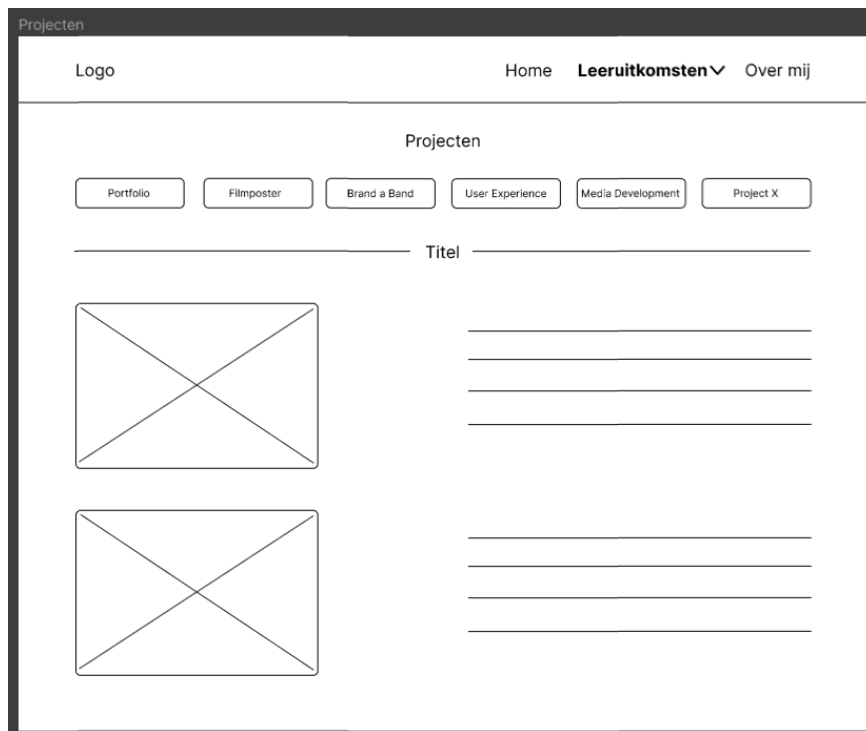 Projecten
Logo Home Leeruitkomsten Over mij
Projecten
Portfolio Filmposter Brand a Band User Experience Media Development Project X
Titel